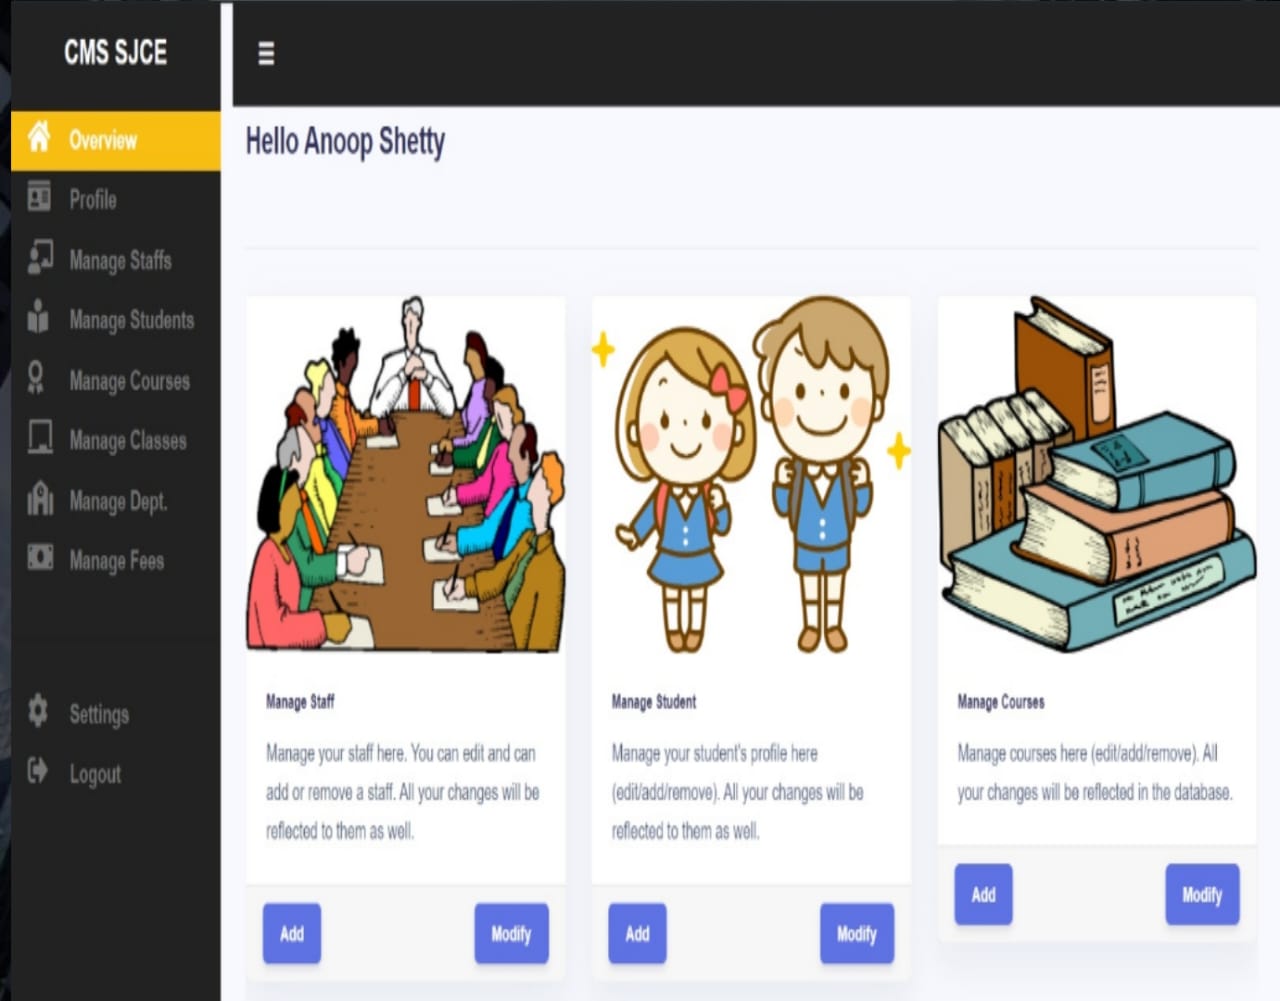 CMS SJCE
Overview
Profile
Manage Staffs
Manage Students
Manage Courses
Manage Classes
Manage Dept.
Manage Fees
Settings
Logout
Hello Anoop Shetty
Manage Staff
Manage your staff here. You can edit and can
add or remove a staff. All your changes will be
reflected to them as well.
Add
Modify
Manage Student
Manage your student's profile here
(edit/add/remove). All your changes will be
reflected to them as well.
Add
Modify
Manage Courses
Manage courses here (edit/add/remove). All
your changes will be reflected in the database.
Add
Modify